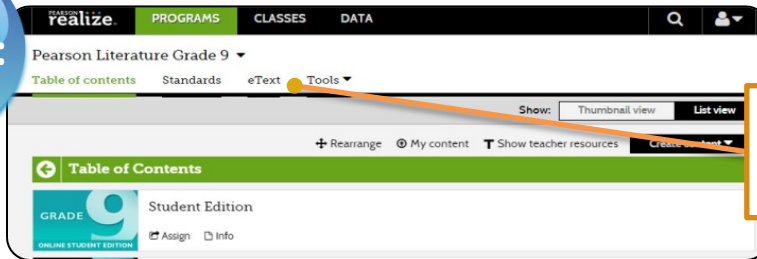 PEARSON
realize.
PROGRAMS CLASSES DATA
Pearson Literature Grade 9
Table of contents Standards eText Tools
Show: Thumbnail view List view
Rearrange My content Show teacher resources Create content
Table of Contents
GRADE 9
ONLINE STUDENT EDITION
Student Edition
Assign Info